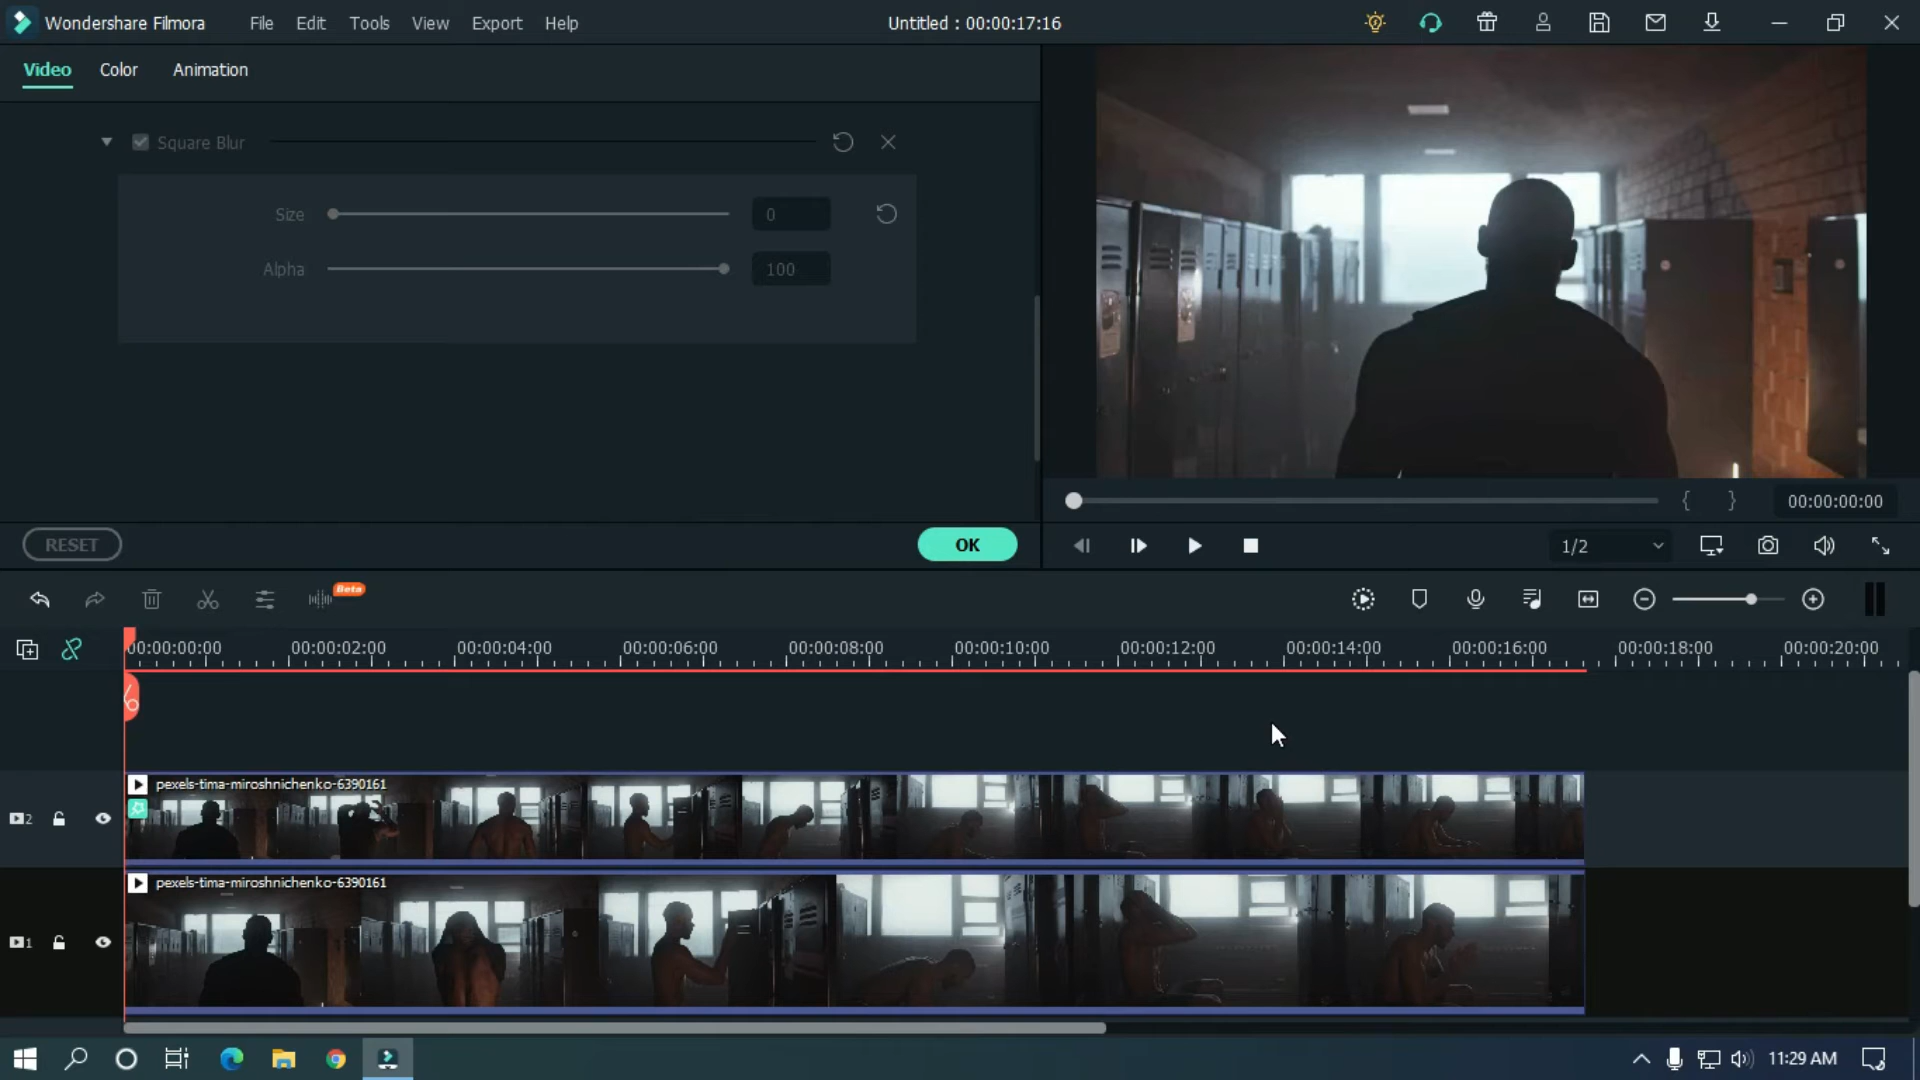 Wondershare Filmora File Edit Tools View Export Help Untitled : 00:00:17:16
Video Color Animation
Square Blur
Size 0
Alpha 100
00:00:00:00
RESET OK 1/2
Beta
00:00:00:00 00:00:02:00 00:00:04:00 00:00:06:00 00:00:08:00 00:00:10:00 00:00:12:00 00:00:14:00 00:00:16:00 00:00:18:00 00:00:20:00
pexels-tima-miroshnichenko-6390161
2
pexels-tima-miroshnichenko-6390161
1
11:29 AM